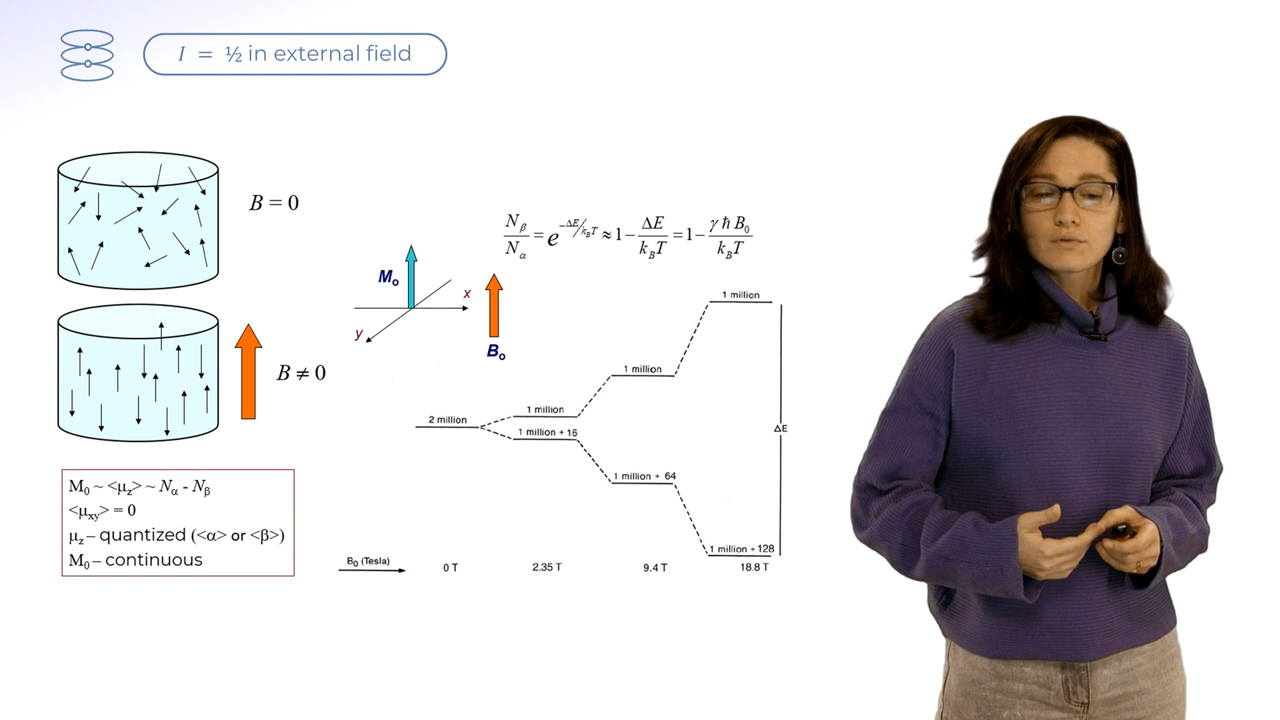 I = ½ in external field
B = 0
B ≠ 0
M₀ ~ <μz> ~ Nα - Nβ
<μxy> = 0
μz – quantized (<α> or <β>)
M₀ – continuous
Mo
x
y
Bo
Nβ/Nα = e^(-ΔE/kBT) ≈ 1 - ΔE/kBT = 1 - γħB₀/kBT
1 million
1 million
1 million
2 million
1 million + 16
1 million + 64
1 million + 128
ΔE
B₀ (Tesla)
0 T
2.35 T
9.4 T
18.8 T